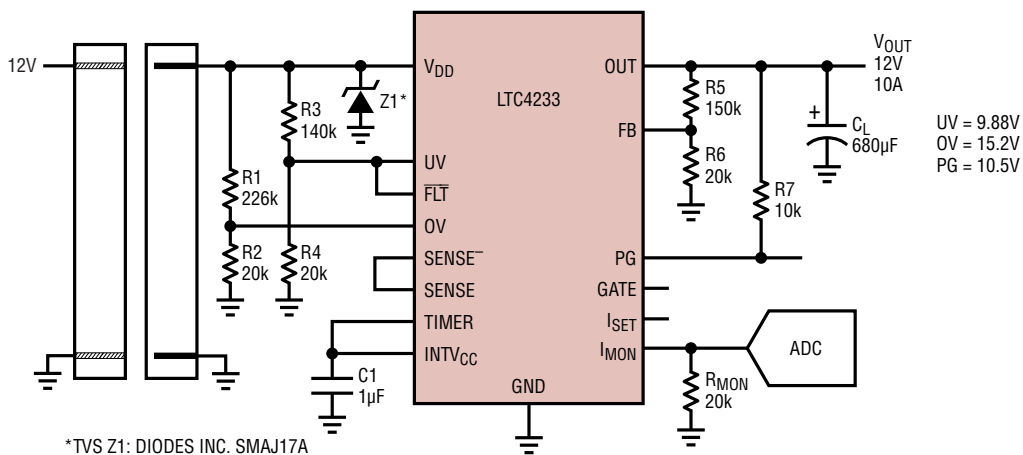 12V
R1
226k
R2
20k
R3
140k
R4
20k
Z1*
C1
1µF
*TVS Z1: DIODES INC. SMAJ17A
LTC4233
VDD
UV
F̅L̅T̅
OV
SENSE–
SENSE
TIMER
INTVCC
GND
OUT
FB
PG
GATE
ISET
IMON
R5
150k
R6
20k
R7
10k
+
CL
680µF
VOUT
12V
10A
RMON
20k
ADC
UV = 9.88V
OV = 15.2V
PG = 10.5V